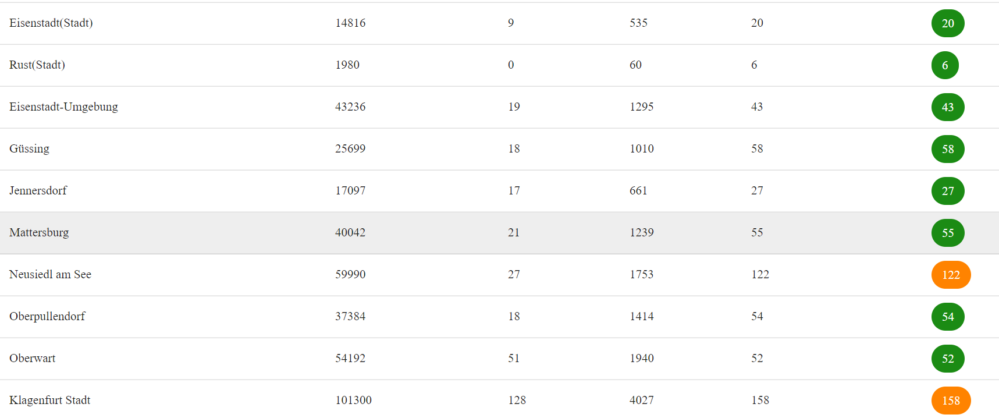 Eisenstadt(Stadt) 14816 9 535 20 20
Rust(Stadt) 1980 0 60 6 6
Eisenstadt-Umgebung 43236 19 1295 43 43
Güssing 25699 18 1010 58 58
Jennersdorf 17097 17 661 27 27
Mattersburg 40042 21 1239 55 55
Neusiedl am See 59990 27 1753 122 122
Oberpullendorf 37384 18 1414 54 54
Oberwart 54192 51 1940 52 52
Klagenfurt Stadt 101300 128 4027 158 158